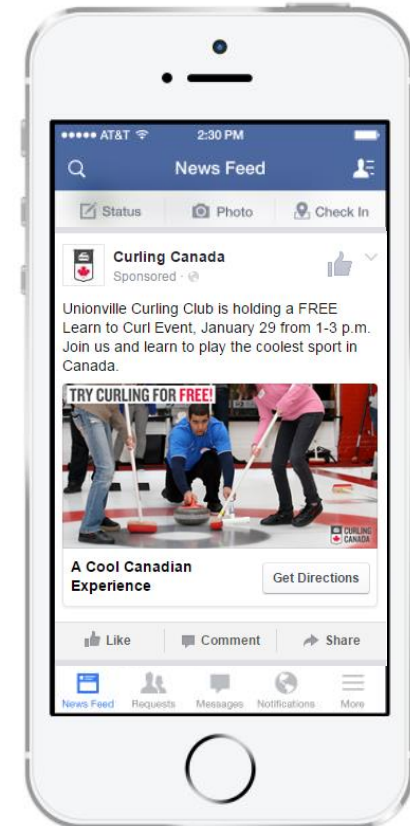 AT&T 2:30 PM
News Feed
Status Photo Check In
Curling Canada
Sponsored ·
Unionville Curling Club is holding a FREE
Learn to Curl Event, January 29 from 1-3 p.m.
Join us and learn to play the coolest sport in
Canada.
TRY CURLING FOR FREE!
CURLING
CANADA
A Cool Canadian
Experience
Get Directions
Like Comment Share
News Feed Requests Messages Notifications More